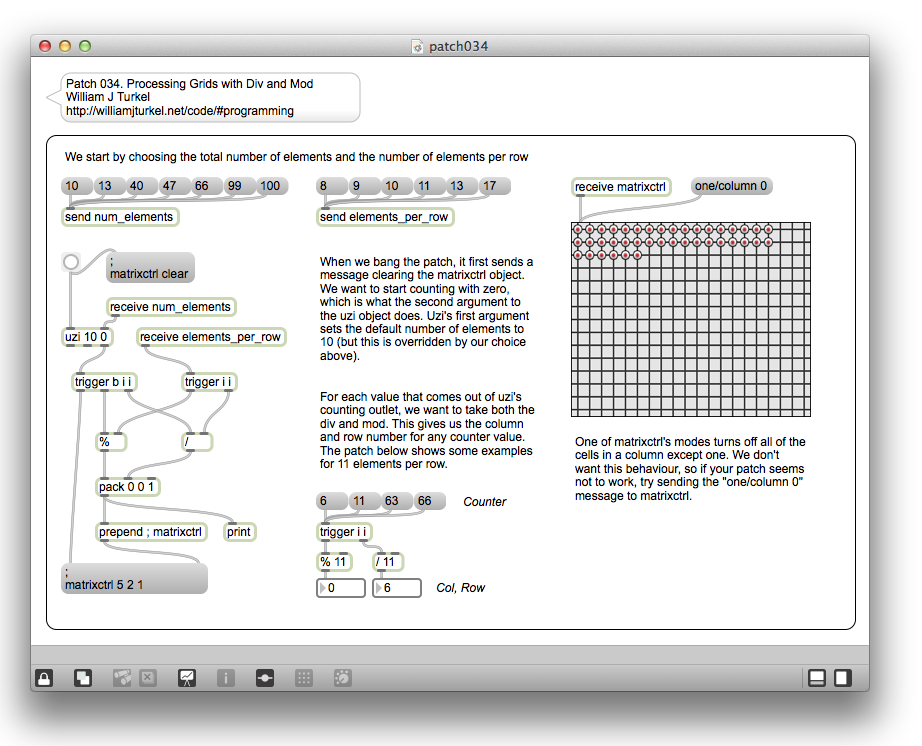 patch034
Patch 034. Processing Grids with Div and Mod
William J Turkel
http://williamjturkel.net/code/#programming
We start by choosing the total number of elements and the number of elements per row
10 13 40 47 66 99 100
send num_elements
8 9 10 11 13 17
send elements_per_row
receive matrixctrl
one/column 0
;
matrixctrl clear
receive num_elements
uzi 10 0
receive elements_per_row
trigger b i i
trigger i i
%
/
pack 0 0 1
prepend ; matrixctrl
print
;
matrixctrl 5 2 1
When we bang the patch, it first sends a
message clearing the matrixctrl object.
We want to start counting with zero,
which is what the second argument to
the uzi object does. Uzi's first argument
sets the default number of elements to
10 (but this is overridden by our choice
above).
For each value that comes out of uzi's
counting outlet, we want to take both the
div and mod. This gives us the column
and row number for any counter value.
The patch below shows some examples
for 11 elements per row.
6 11 63 66
Counter
trigger i i
% 11
/ 11
0
6
Col, Row
One of matrixctrl's modes turns off all of the
cells in a column except one. We don't
want this behaviour, so if your patch seems
not to work, try sending the "one/column 0"
message to matrixctrl.